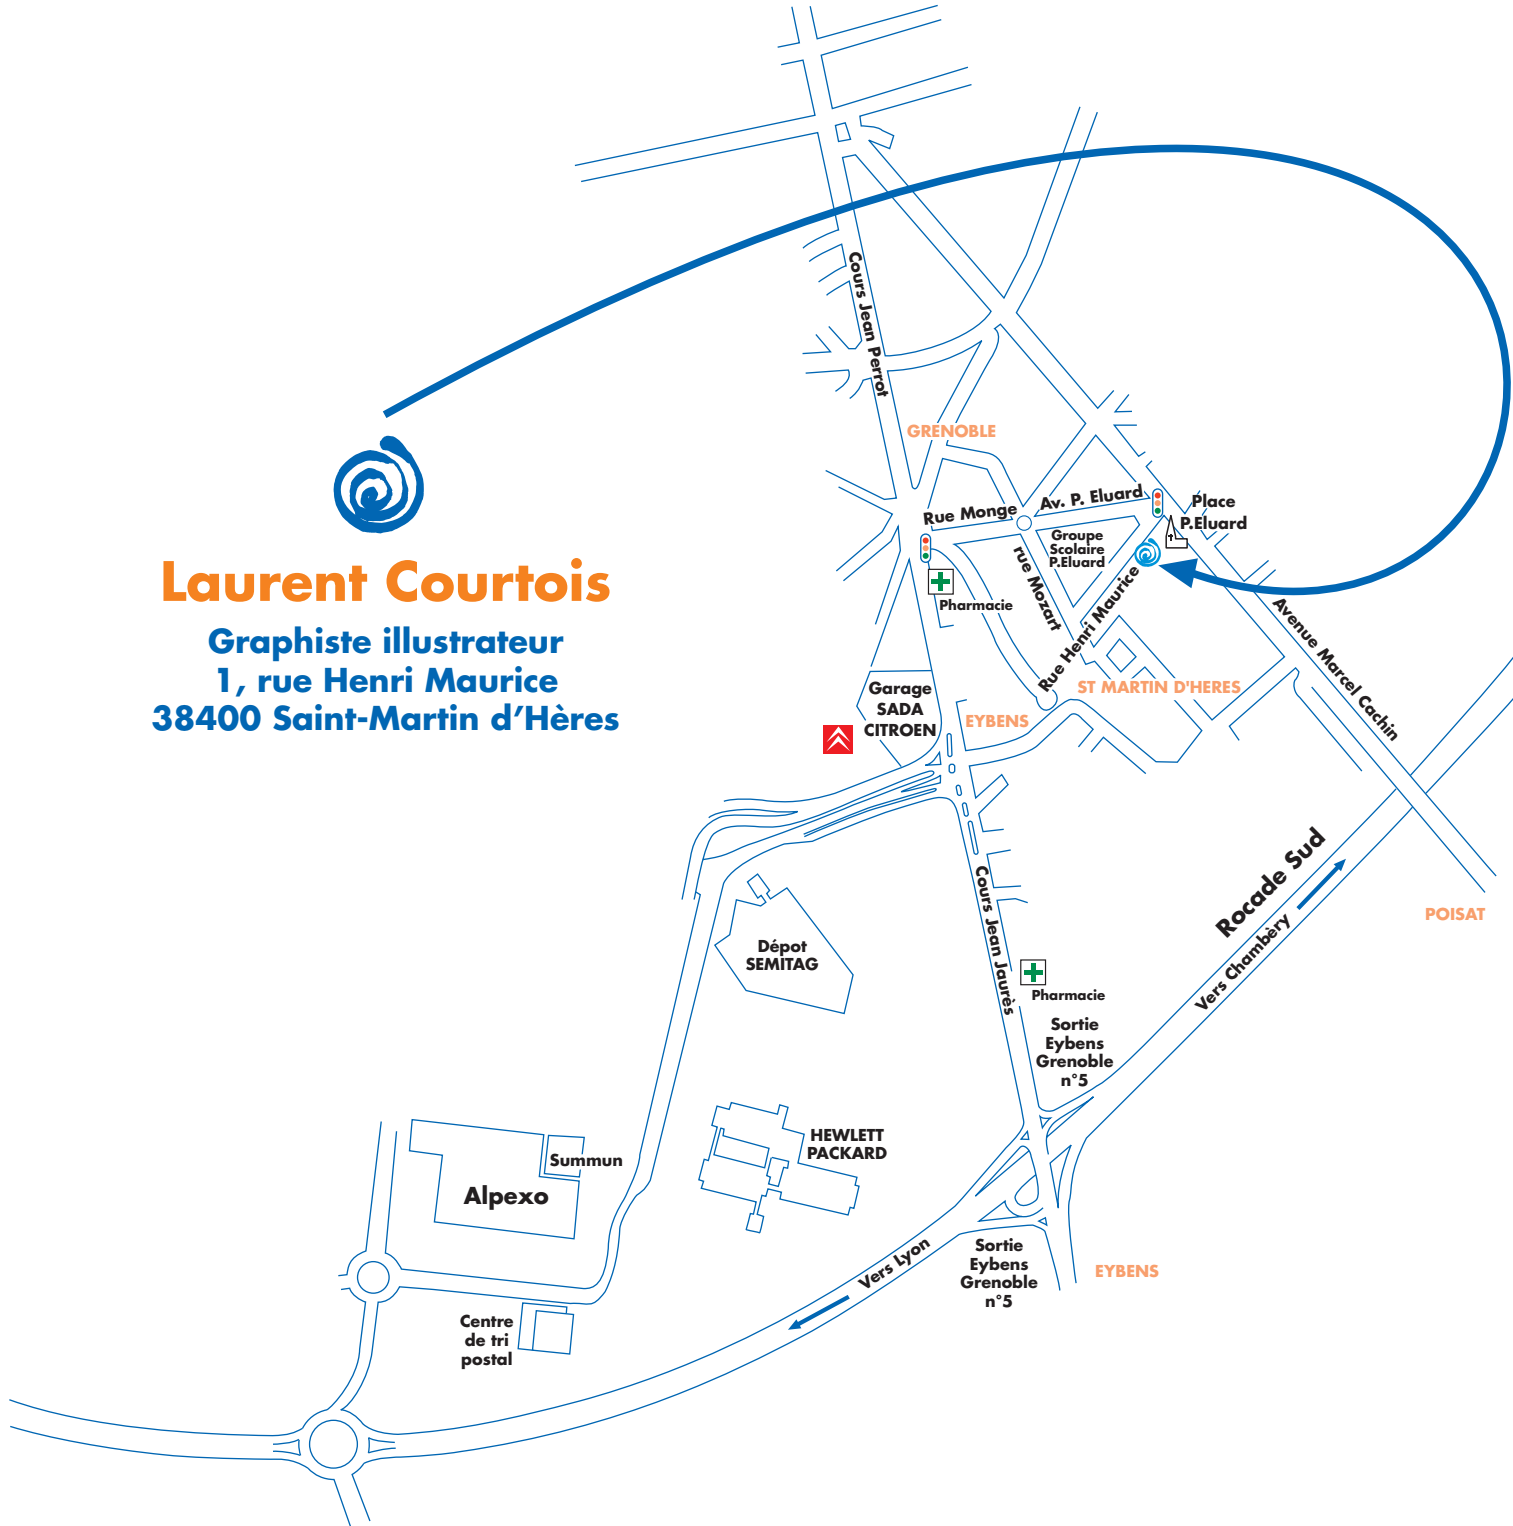 Cours Jean Perrot
GRENOBLE
Rue Monge
Av. P. Eluard
Place
P.Eluard
Groupe
Scolaire
P.Eluard
rue Mozart
Rue Henri Maurice
Pharmacie
Avenue Marcel Cachin
Laurent Courtois
Graphiste illustrateur
1, rue Henri Maurice
38400 Saint-Martin d’Hères
Garage
SADA
CITROEN
EYBENS
ST MARTIN D'HERES
Rocade Sud
Vers Chambèry
POISAT
Cours Jean Jaurès
Dépot
SEMITAG
Pharmacie
Sortie
Eybens
Grenoble
n°5
HEWLETT
PACKARD
Summun
Alpexo
Vers Lyon
Sortie
Eybens
Grenoble
n°5
EYBENS
Centre
de tri
postal